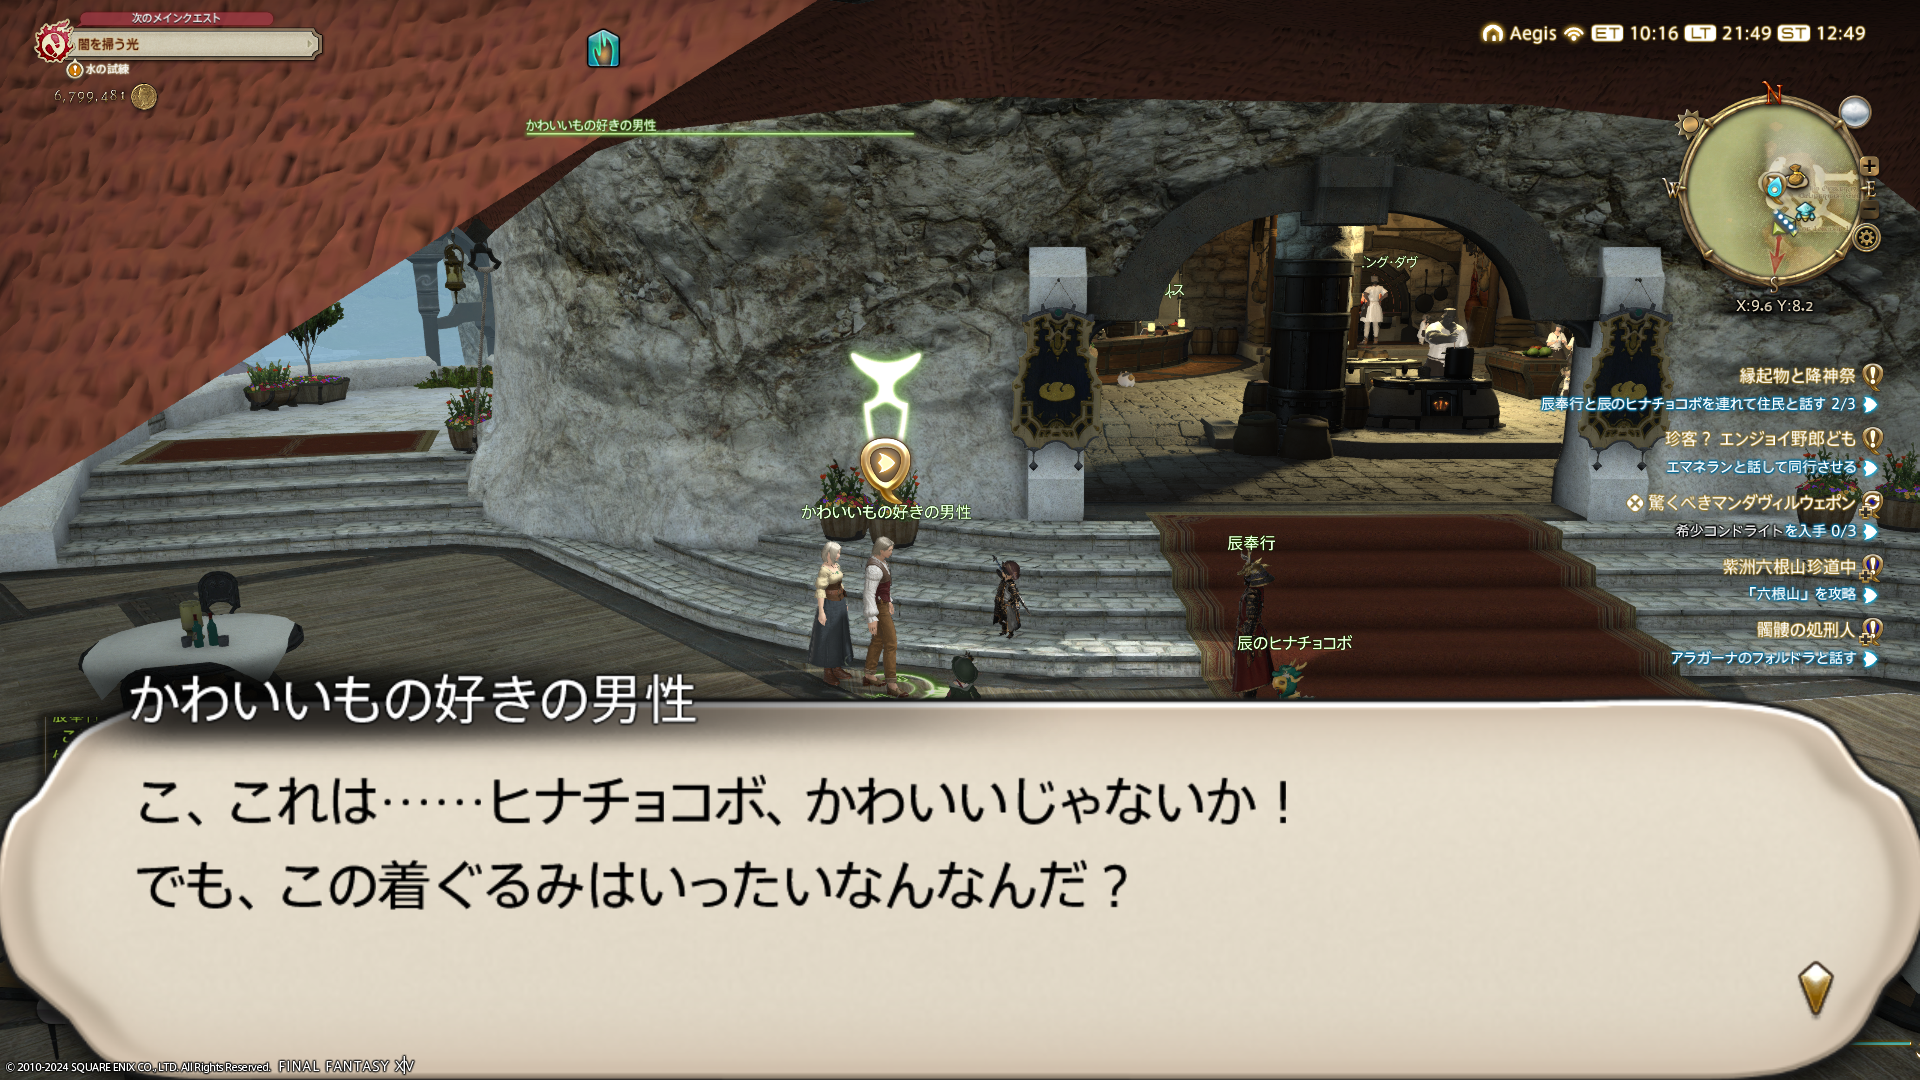 次のメインクエスト
闇を掃う光
水の試練
6,799,481
Aegis ET 10:16 LT 21:49 ST 12:49
かわいいもの好きの男性
N
W
E
S
X:9.6 Y:8.2
ング・ダヴ
縁起物と降神祭
辰奉行と辰のヒナチョコボを連れて住民と話す 2/3
珍客？ エンジョイ野郎ども
エマネランと話して同行させる
驚くべきマンダヴィルウェポン
希少コンドライトを入手 0/3
紫洲六根山珍道中
「六根山」を攻略
髑髏の処刑人
アラガーナのフォルドラと話す
かわいいもの好きの男性
辰奉行
辰のヒナチョコボ
かわいいもの好きの男性
こ、これは……ヒナチョコボ、かわいいじゃないか！
でも、この着ぐるみはいったいなんなんだ？
© 2010-2024 SQUARE ENIX CO., LTD. All Rights Reserved. FINAL FANTASY XIV